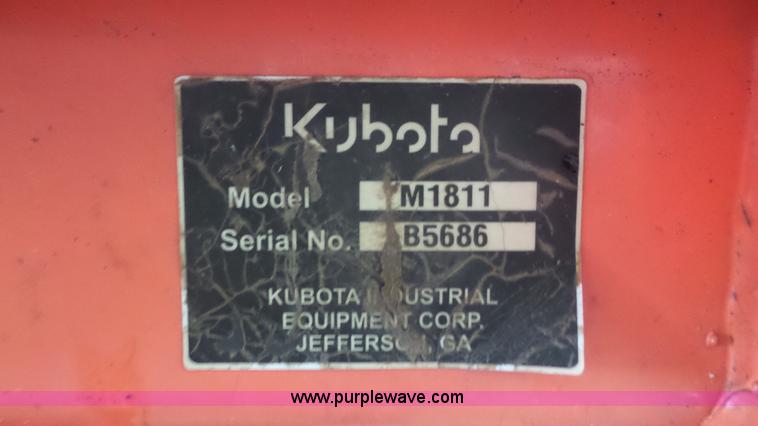 Kubota
Model M1811
Serial No. B5686
KUBOTA INDUSTRIAL
EQUIPMENT CORP.
JEFFERSON, GA
www.purplewave.com